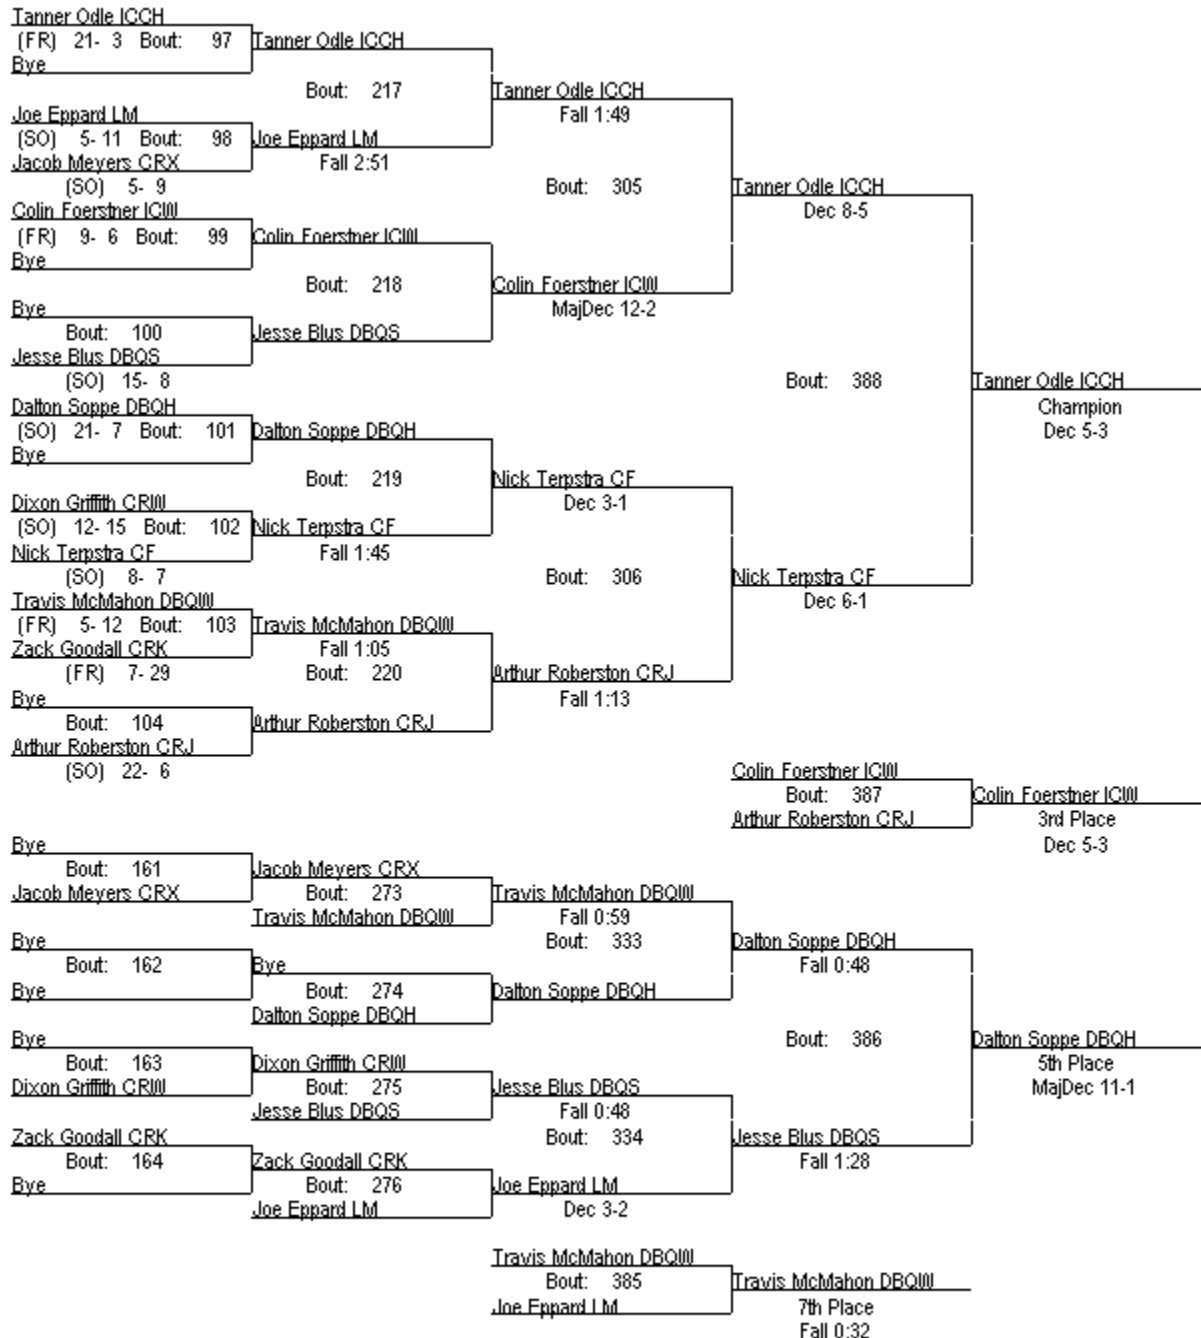 Tanner Odle ICCH
(FR) 21- 3 Bout: 97 Tanner Odle ICCH
Bye
Bout: 217 Tanner Odle ICCH
Joe Eppard LM Fall 1:49
(SO) 5- 11 Bout: 98 Joe Eppard LM
Jacob Meyers CRX Fall 2:51
(SO) 5- 9 Bout: 305 Tanner Odle ICCH
Colin Foerstner ICW Dec 8-5
(FR) 9- 6 Bout: 99 Colin Foerstner ICW
Bye
Bout: 218 Colin Foerstner ICW
Bye MajDec 12-2
Bout: 100 Jesse Blus DBQS
Jesse Blus DBQS
(SO) 15- 8 Bout: 388 Tanner Odle ICCH
Dalton Soppe DBQH Champion
(SO) 21- 7 Bout: 101 Dalton Soppe DBQH Dec 5-3
Bye
Bout: 219 Nick Terpstra CF
Dixon Griffith CRW Dec 3-1
(SO) 12- 15 Bout: 102 Nick Terpstra CF
Nick Terpstra CF Fall 1:45
(SO) 8- 7 Bout: 306 Nick Terpstra CF
Travis McMahon DBQW Dec 6-1
(FR) 5- 12 Bout: 103 Travis McMahon DBQW
Zack Goodall CRK Fall 1:05
(FR) 7- 29 Bout: 220 Arthur Roberston CRJ
Bye Fall 1:13
Bout: 104 Arthur Roberston CRJ
Arthur Roberston CRJ
(SO) 22- 6 Colin Foerstner ICW
Bout: 387 Colin Foerstner ICW
Arthur Roberston CRJ 3rd Place
Bye Dec 5-3
Bout: 161 Jacob Meyers CRX
Jacob Meyers CRX Bout: 273 Travis McMahon DBQW
Travis McMahon DBQW Fall 0:59
Bye Bout: 333 Dalton Soppe DBQH
Bout: 162 Bye Fall 0:48
Bye Bout: 274 Dalton Soppe DBQH
Dalton Soppe DBQH
Bye Bout: 386 Dalton Soppe DBQH
Bout: 163 Dixon Griffith CRW 5th Place
Dixon Griffith CRW Bout: 275 Jesse Blus DBQS MajDec 11-1
Jesse Blus DBQS Fall 0:48
Zack Goodall CRK Bout: 334 Jesse Blus DBQS
Bout: 164 Zack Goodall CRK Fall 1:28
Bye Bout: 276 Joe Eppard LM
Joe Eppard LM Dec 3-2
Travis McMahon DBQW
Bout: 385 Travis McMahon DBQW
Joe Eppard LM 7th Place
Fall 0:32